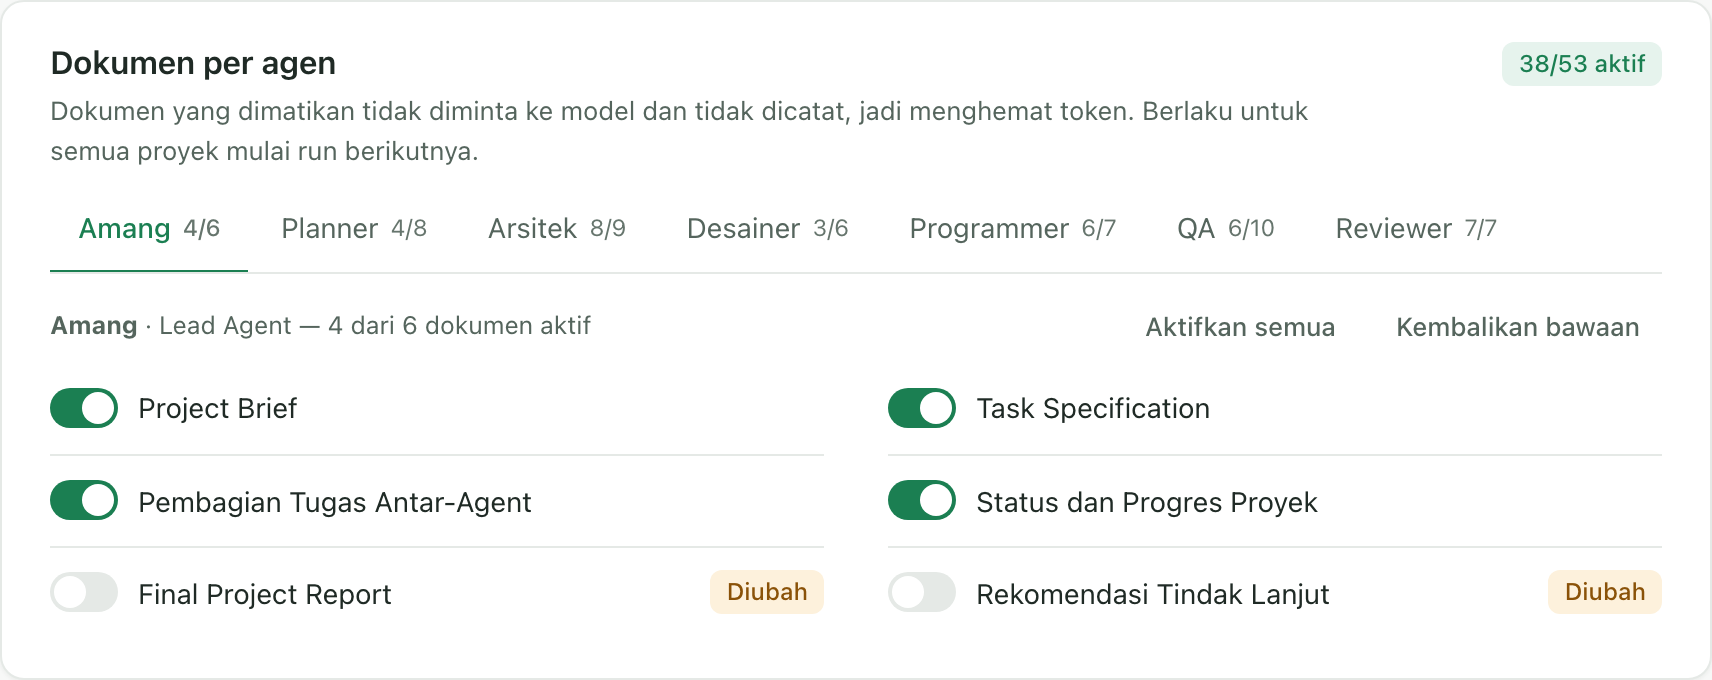 Dokumen per agen
38/53 aktif
Dokumen yang dimatikan tidak diminta ke model dan tidak dicatat, jadi menghemat token. Berlaku untuk
semua proyek mulai run berikutnya.
Amang 4/6 Planner 4/8 Arsitek 8/9 Desainer 3/6 Programmer 6/7 QA 6/10 Reviewer 7/7
Amang · Lead Agent — 4 dari 6 dokumen aktif
Aktifkan semua Kembalikan bawaan
Project Brief
Task Specification
Pembagian Tugas Antar-Agent
Status dan Progres Proyek
Final Project Report Diubah
Rekomendasi Tindak Lanjut Diubah